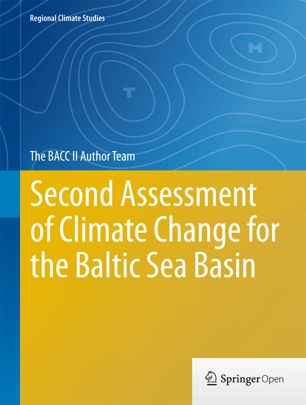 Regional Climate Studies
H
T
The BACC II Author Team
Second Assessment
of Climate Change for
the Baltic Sea Basin
Springer Open